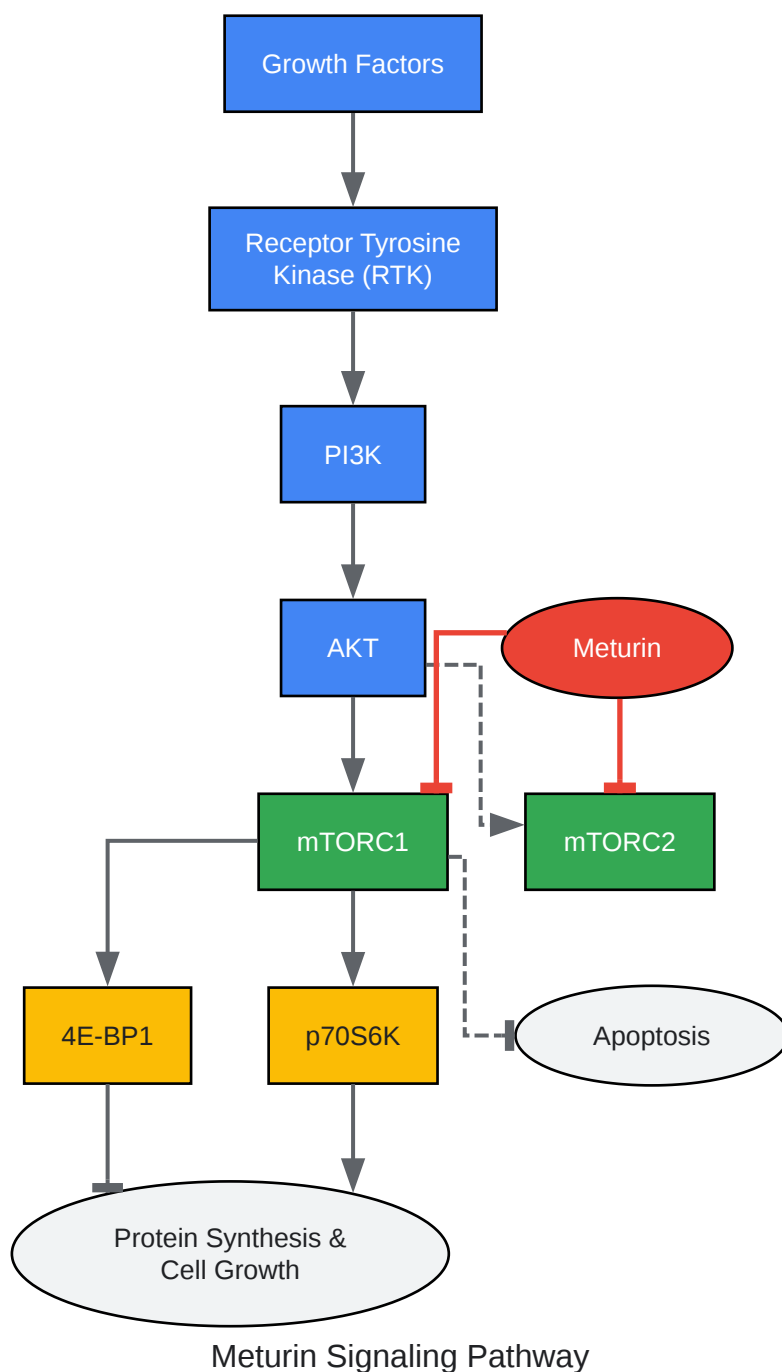 Growth Factors
Receptor Tyrosine
Kinase (RTK)
PI3K
AKT
Meturin
mTORC1
mTORC2
4E-BP1
p70S6K
Apoptosis
Protein Synthesis &
Cell Growth
Meturin Signaling Pathway